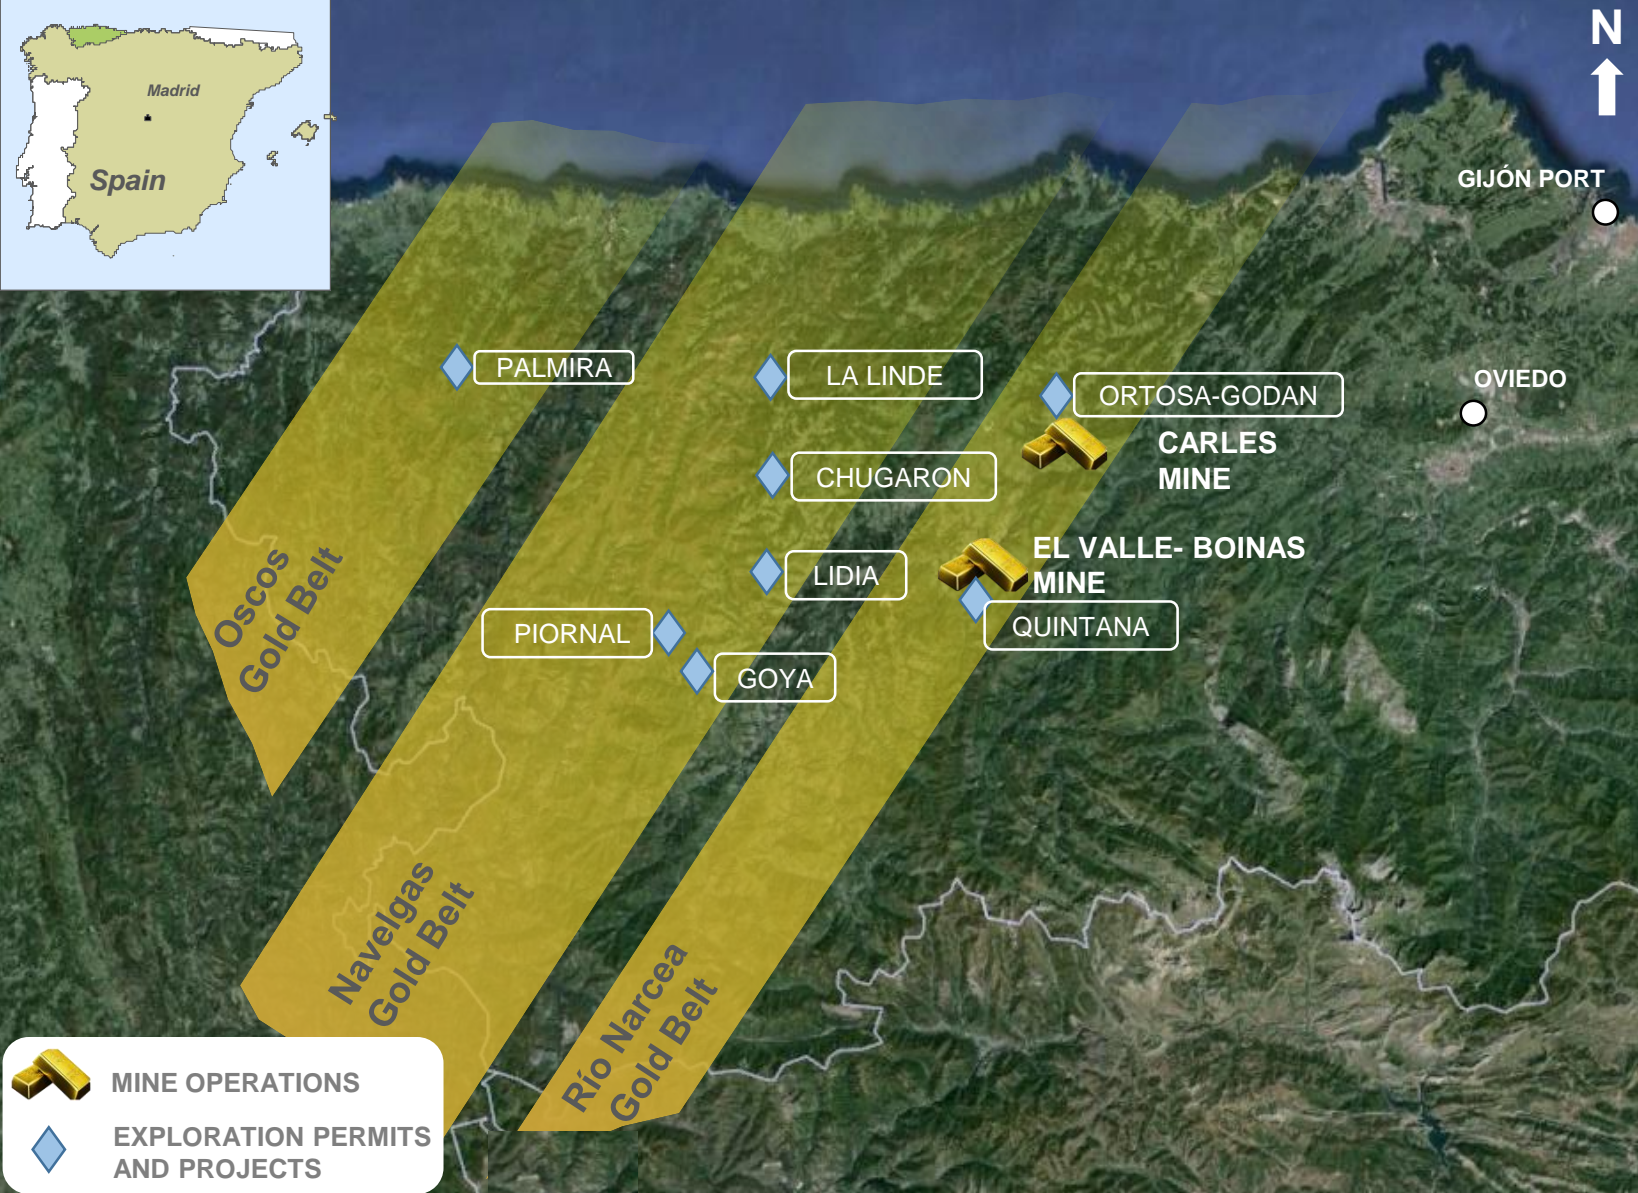 Madrid
Spain
N
GIJÓN PORT
OVIEDO
PALMIRA
LA LINDE
ORTOSA-GODAN
CARLES
MINE
CHUGARON
EL VALLE- BOINAS
MINE
LIDIA
QUINTANA
PIORNAL
GOYA
Oscos
Gold Belt
Navelgas
Gold Belt
Río Narcea
Gold Belt
MINE OPERATIONS
EXPLORATION PERMITS
AND PROJECTS